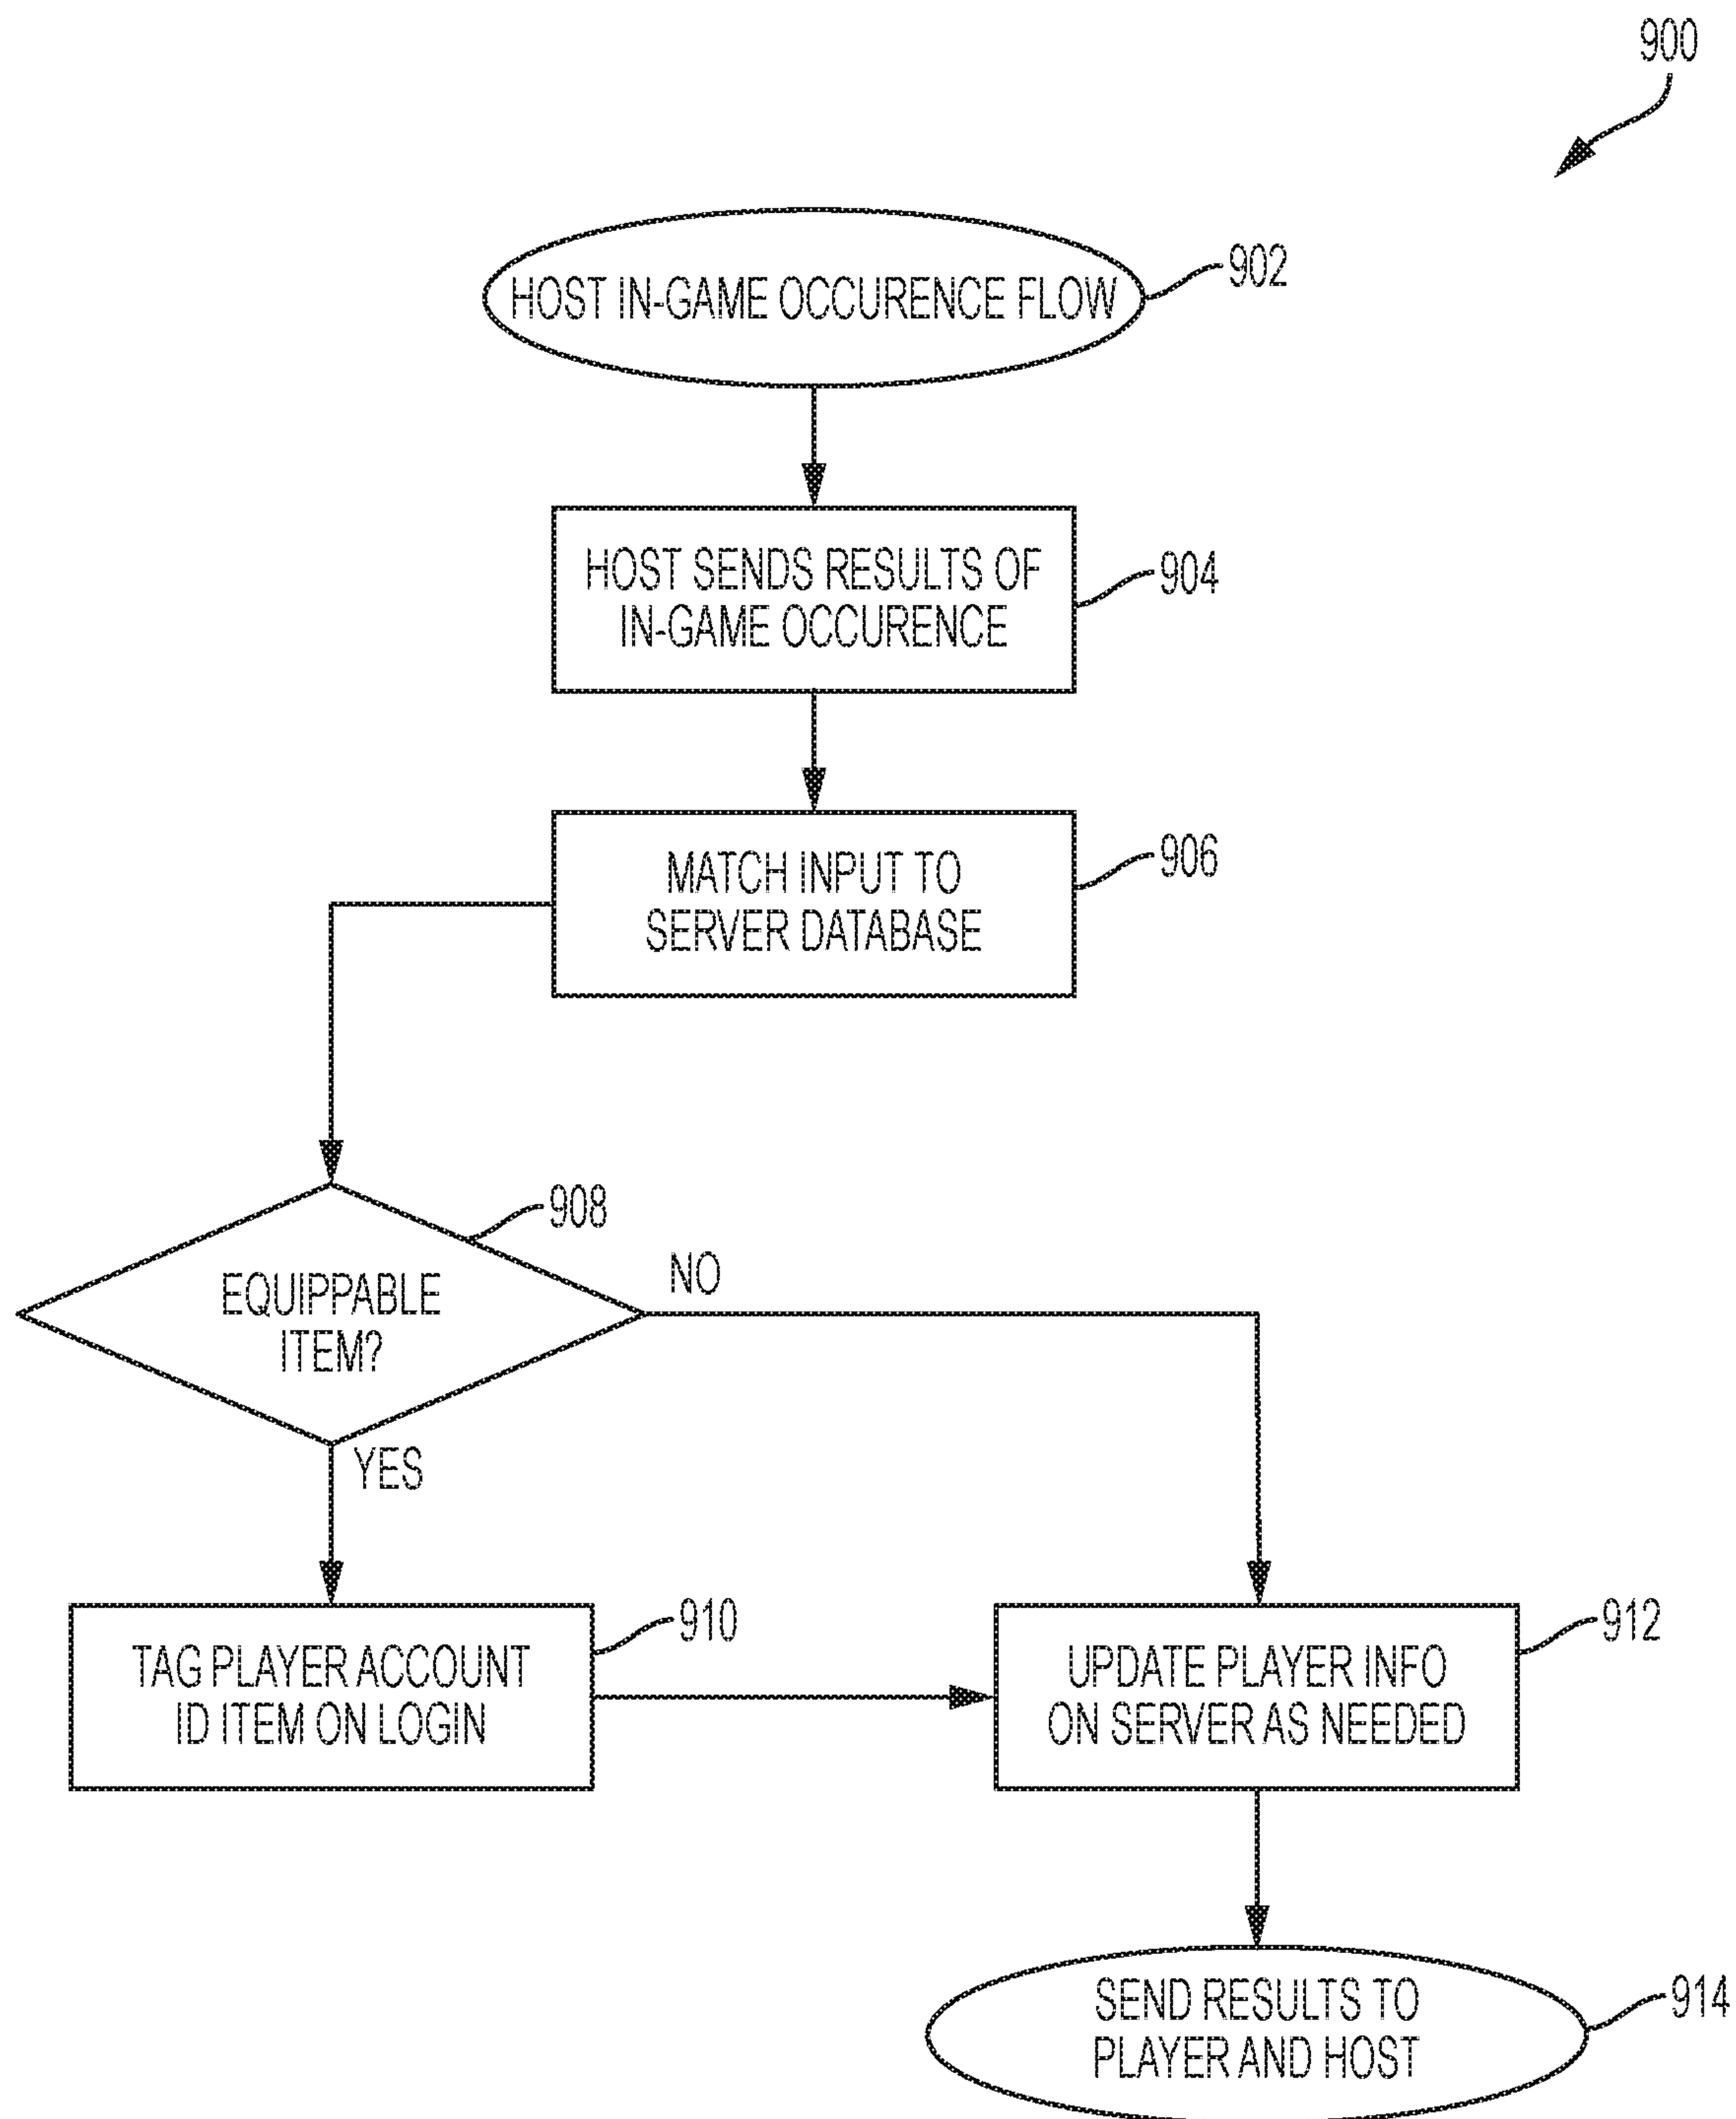 900
HOST IN-GAME OCCURENCE FLOW
902
HOST SENDS RESULTS OF
IN-GAME OCCURENCE
904
MATCH INPUT TO
SERVER DATABASE
906
908
EQUIPPABLE
ITEM?
NO
YES
TAG PLAYER ACCOUNT
ID ITEM ON LOGIN
910
UPDATE PLAYER INFO
ON SERVER AS NEEDED
912
SEND RESULTS TO
PLAYER AND HOST
914